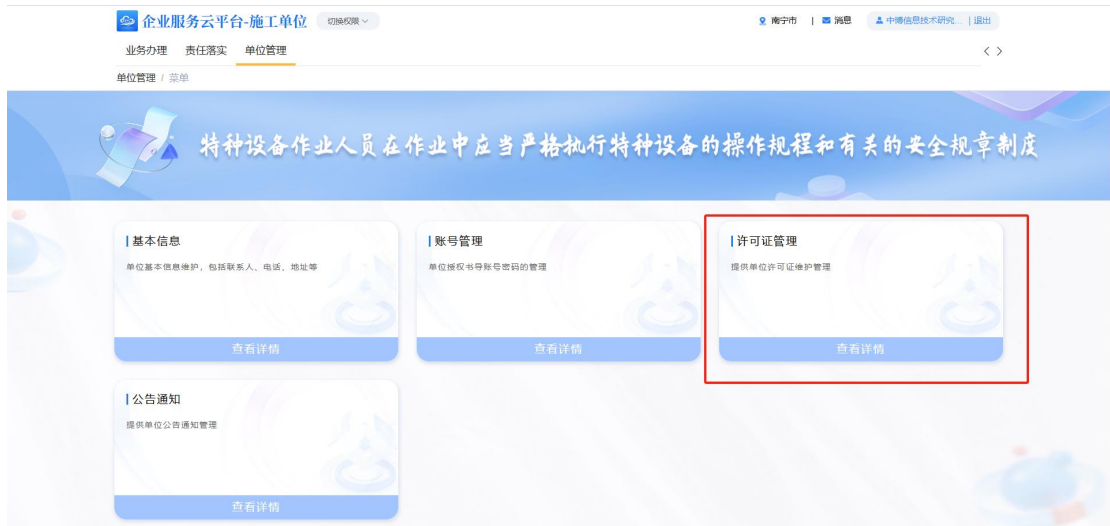 企业服务云平台-施工单位 切换权限 南宁市 | 消息 中博信息技术研究... | 退出
业务办理 责任落实 单位管理 < >
单位管理 / 菜单
特种设备作业人员在作业中应当严格执行特种设备的操作规程和有关的安全规章制度
基本信息
单位基本信息维护，包括联系人、电话、地址等
查看详情
账号管理
单位授权书导账号密码的管理
查看详情
许可证管理
提供单位许可证维护管理
查看详情
公告通知
提供单位公告通知管理
查看详情